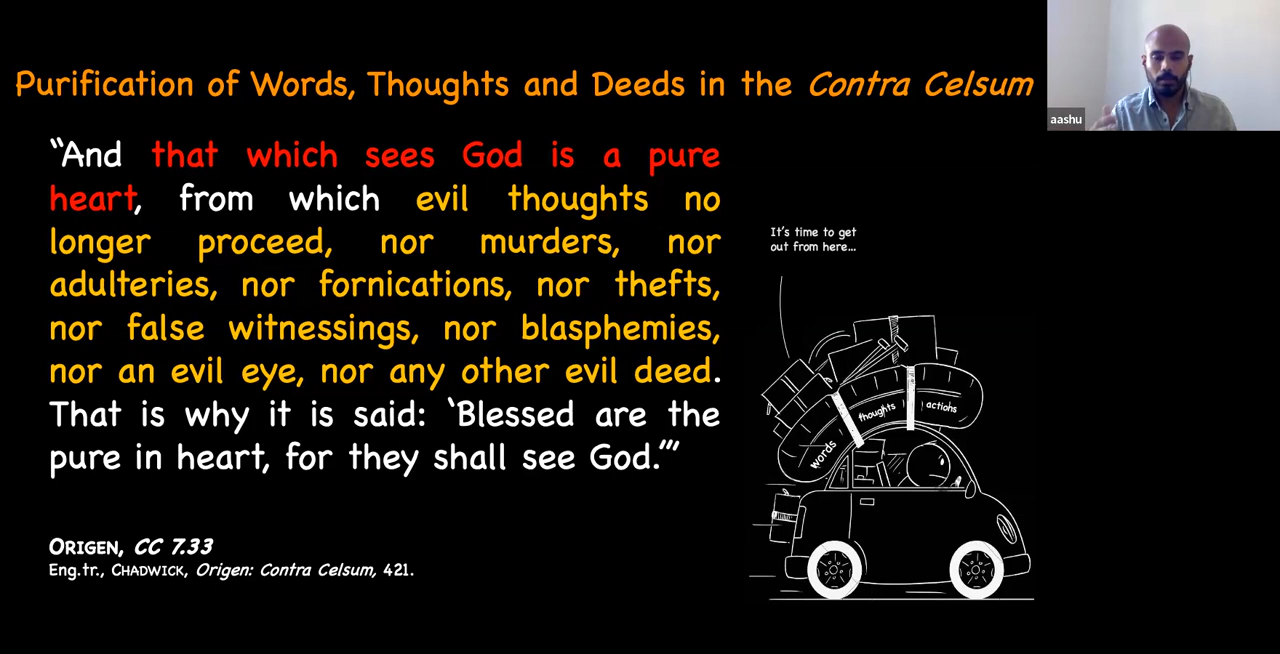 Purification of Words, Thoughts and Deeds in the Contra Celsum
aashu
“And that which sees God is a pure
heart, from which evil thoughts no
longer proceed, nor murders, nor
adulteries, nor fornications, nor thefts,
nor false witnessings, nor blasphemies,
nor an evil eye, nor any other evil deed.
That is why it is said: ‘Blessed are the
pure in heart, for they shall see God.’”
It's time to get
out from here...
words
thoughts
actions
ORIGEN, CC 7.33
Eng.tr., CHADWICK, Origen: Contra Celsum, 421.